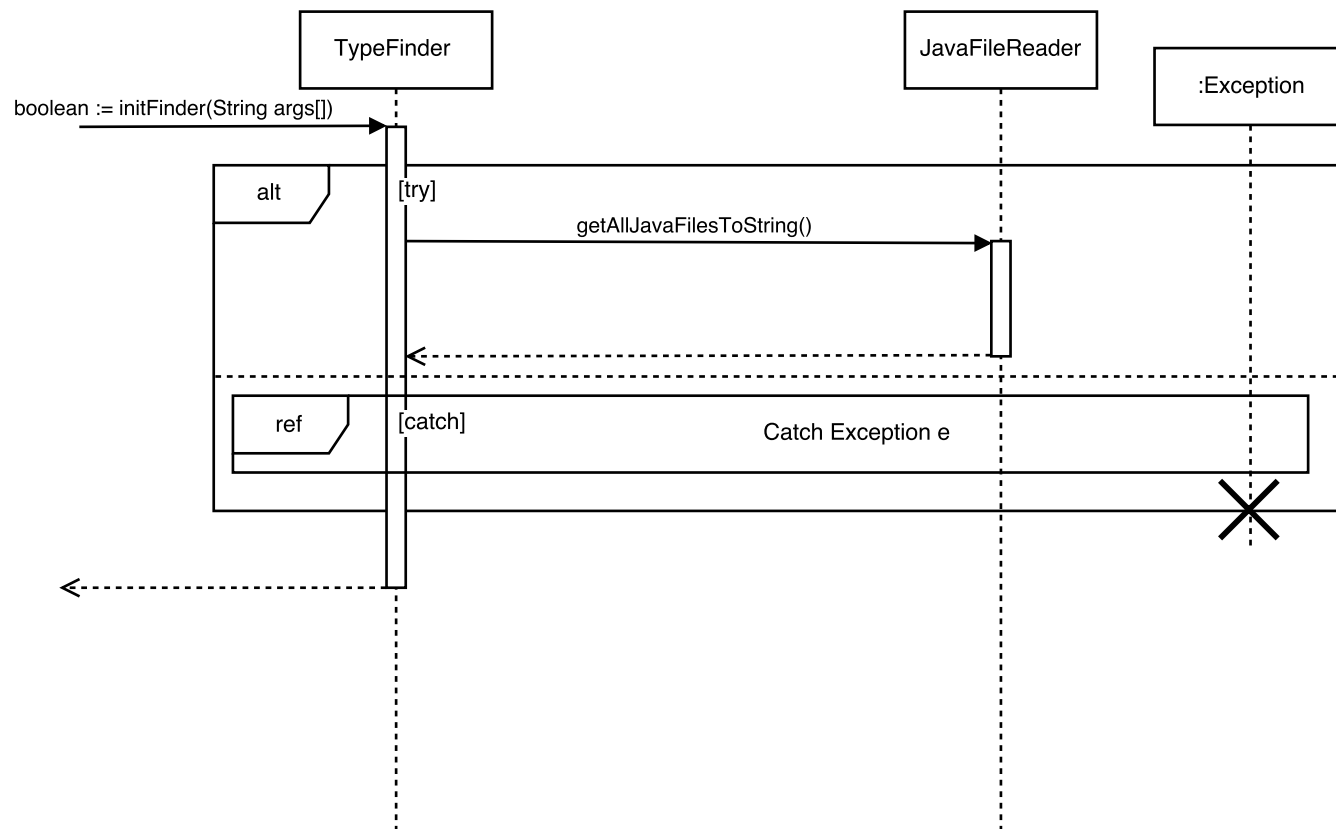 TypeFinder
JavaFileReader
:Exception
boolean := initFinder(String args[])
alt
[try]
getAllJavaFilesToString()
ref
[catch]
Catch Exception e